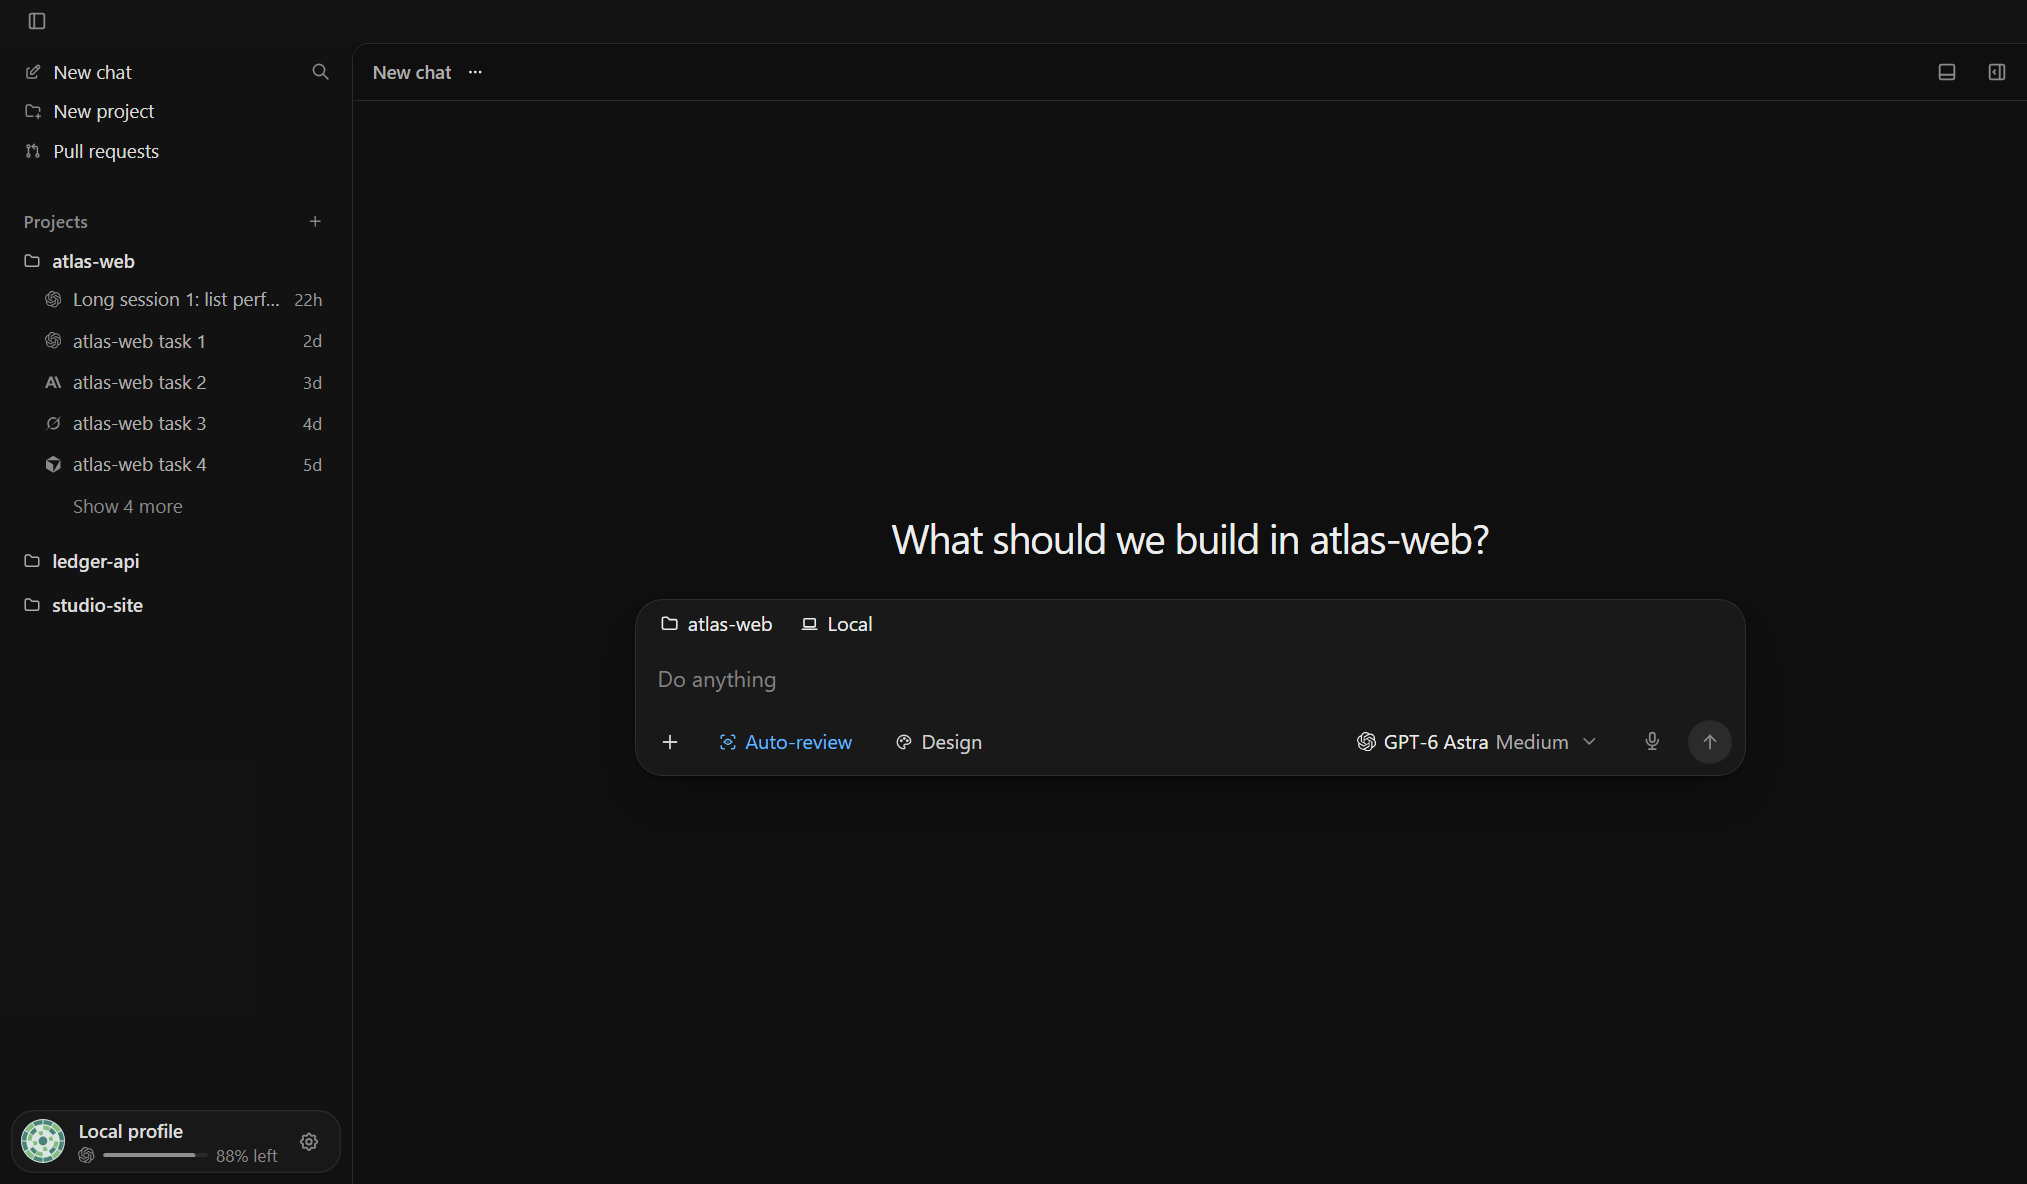 New chat
New project
Pull requests
Projects
atlas-web
Long session 1: list perf... 22h
atlas-web task 1 2d
atlas-web task 2 3d
atlas-web task 3 4d
atlas-web task 4 5d
Show 4 more
ledger-api
studio-site
Local profile
88% left
New chat
What should we build in atlas-web?
atlas-web Local
Do anything
Auto-review Design GPT-6 Astra Medium